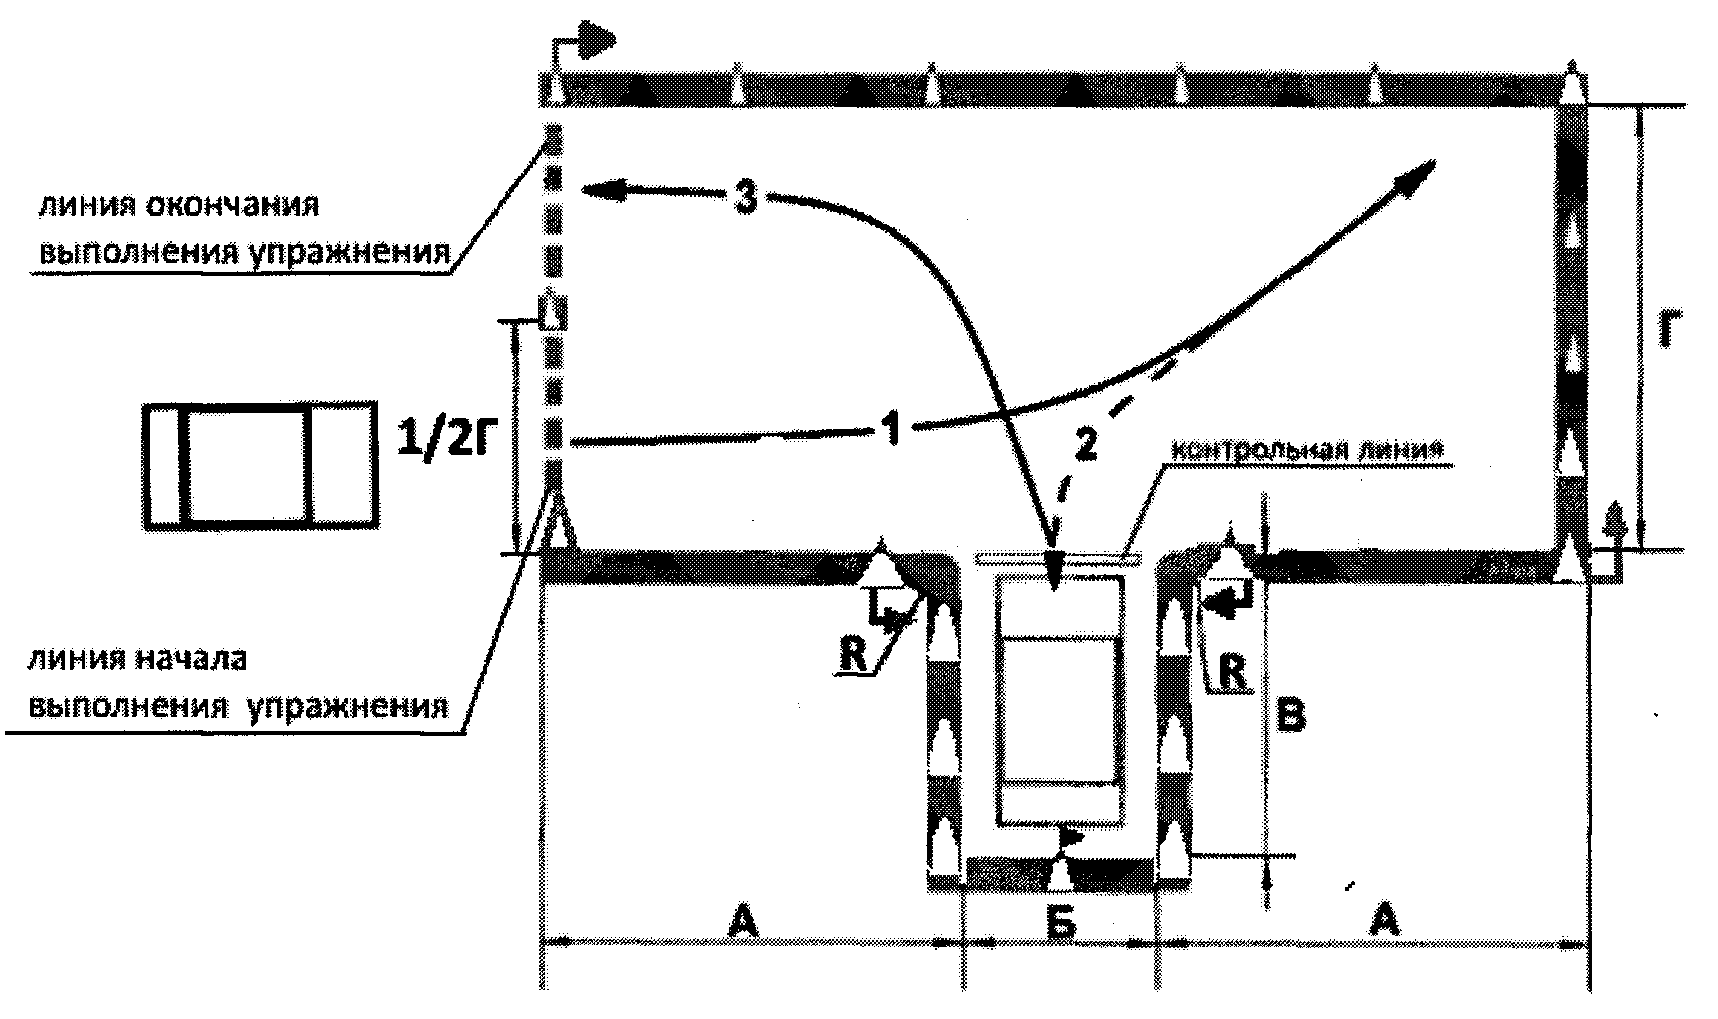 3
линия окончания
выполнения упражнения
Г
1/2Г
1
2
контрольная линия
R
R
линия начала
выполнения упражнения
В
А
Б
А